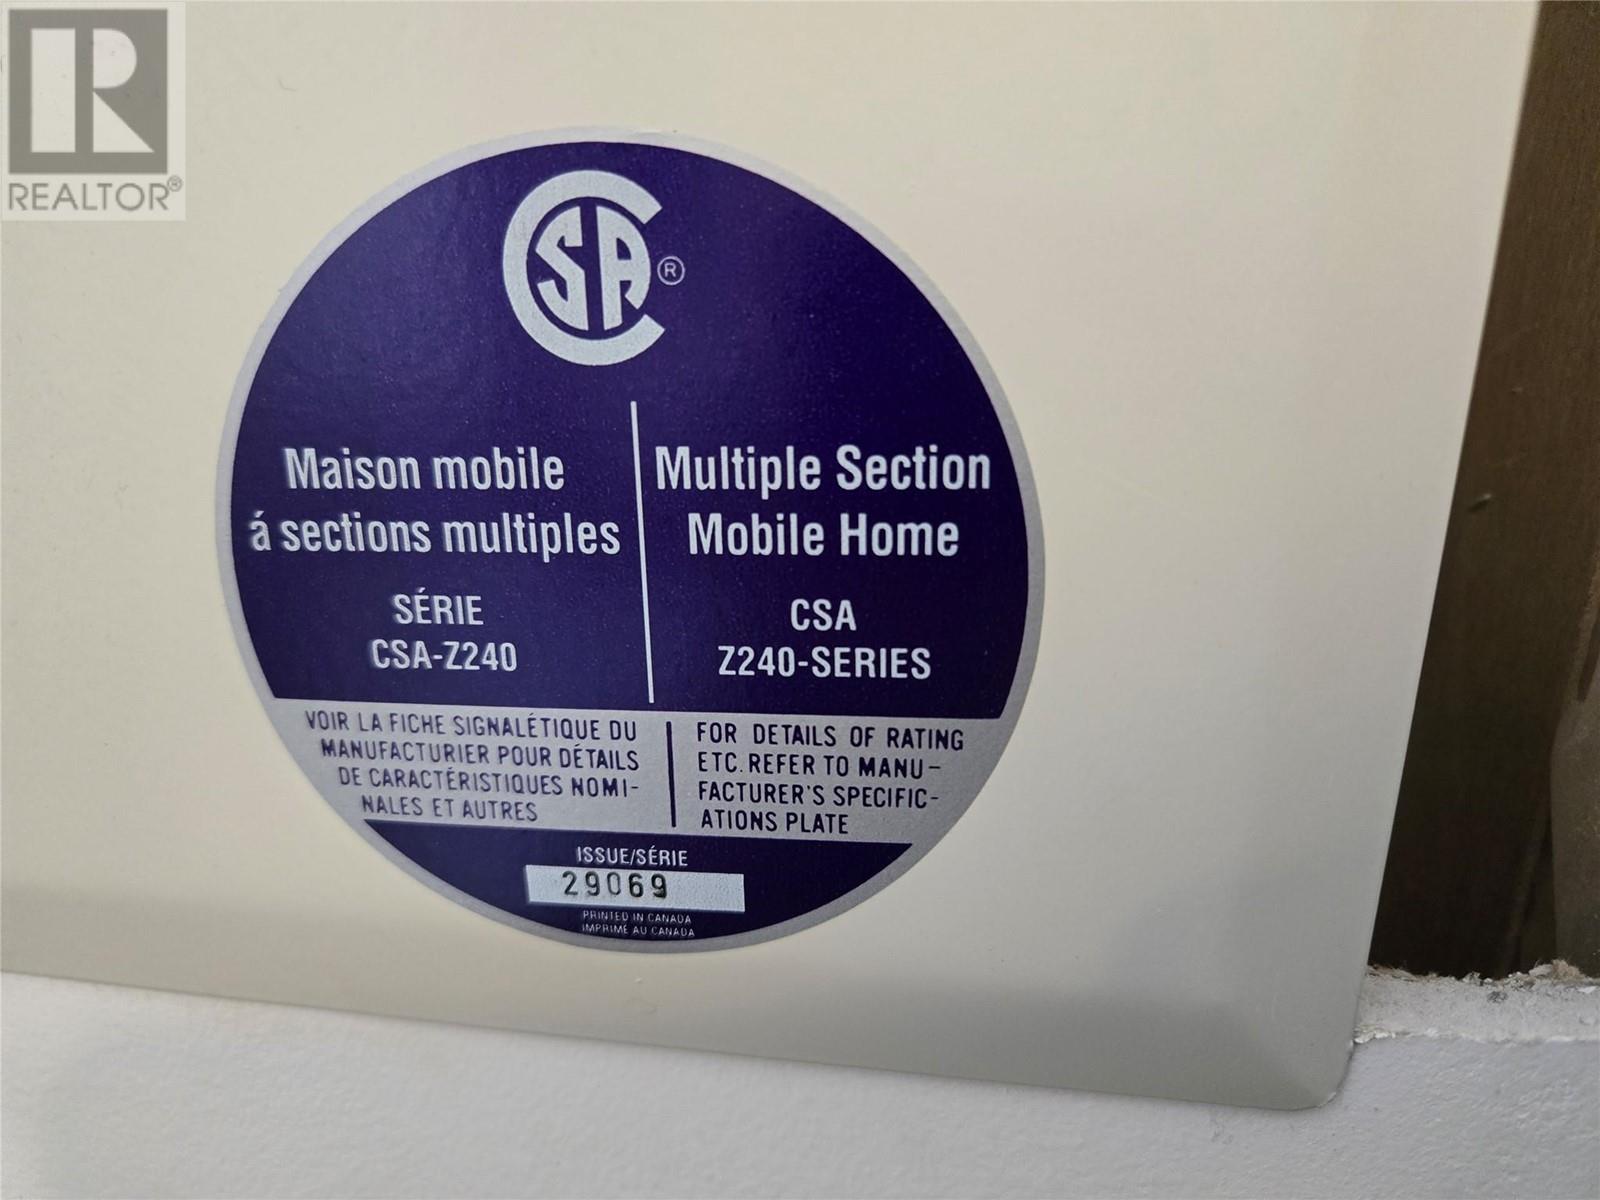 REALTOR®
CSA®
Maison mobile
á sections multiples
SÉRIE
CSA-Z240
Multiple Section
Mobile Home
CSA
Z240-SERIES
VOIR LA FICHE SIGNALÉTIQUE DU
MANUFACTURIER POUR DÉTAILS
DE CARACTÉRISTIQUES NOMI-
NALES ET AUTRES
FOR DETAILS OF RATING
ETC. REFER TO MANU-
FACTURER'S SPECIFIC-
ATIONS PLATE
ISSUE/SÉRIE
29069
PRINTED IN CANADA
IMPRIMÉ AU CANADA